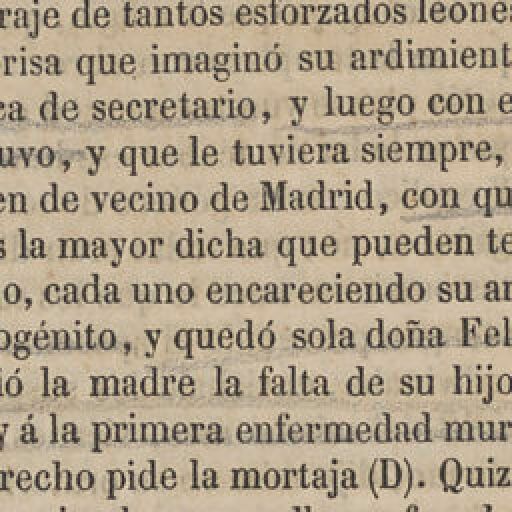 raje de tantos esforzados leones
risa que imaginó su ardimient
ca de secretario, y luego con e
uvo, y que le tuviera siempre,
en de vecino de Madrid, con qu
s la mayor dicha que pueden te
o, cada uno encareciendo su an
ogénito, y quedó sola doña Fel
ió la madre la falta de su hijo
y á la primera enfermedad mur
recho pide la mortaja (D). Quiz